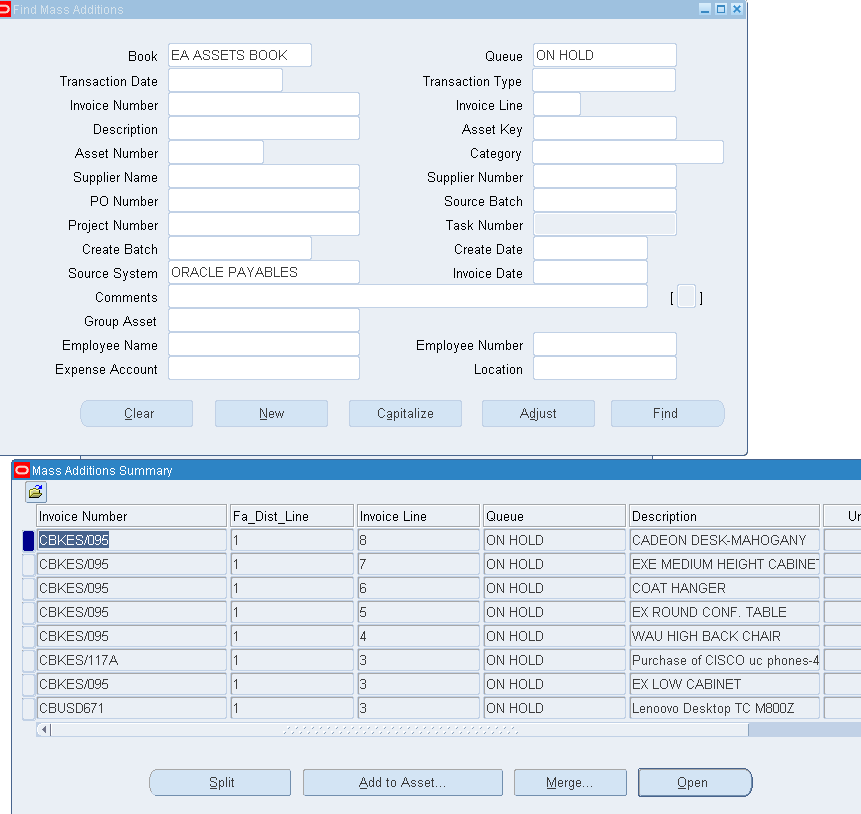 Find Mass Additions
Book EA ASSETS BOOK Queue ON HOLD
Transaction Date Transaction Type
Invoice Number Invoice Line
Description Asset Key
Asset Number Category
Supplier Name Supplier Number
PO Number Source Batch
Project Number Task Number
Create Batch Create Date
Source System ORACLE PAYABLES Invoice Date
Comments [ ]
Group Asset
Employee Name Employee Number
Expense Account Location
Clear New Capitalize Adjust Find
Mass Additions Summary
Invoice Number Fa_Dist_Line Invoice Line Queue Description Un
CBKES/095 1 8 ON HOLD CADEON DESK-MAHOGANY
CBKES/095 1 7 ON HOLD EXE MEDIUM HEIGHT CABINET
CBKES/095 1 6 ON HOLD COAT HANGER
CBKES/095 1 5 ON HOLD EX ROUND CONF. TABLE
CBKES/095 1 4 ON HOLD WAU HIGH BACK CHAIR
CBKES/117A 1 3 ON HOLD Purchase of CISCO uc phones-4
CBKES/095 1 3 ON HOLD EX LOW CABINET
CBUSD671 1 3 ON HOLD Lenoovo Desktop TC M800Z
Split Add to Asset... Merge... Open